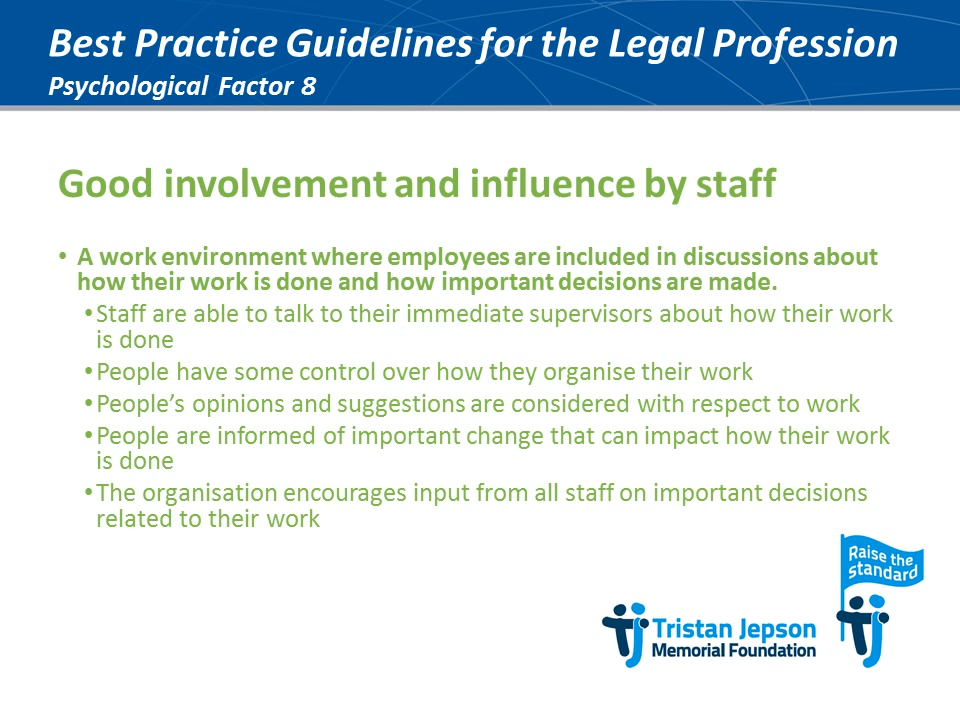 Best Practice Guidelines for the Legal Profession
Psychological Factor 8
Good involvement and influence by staff
• A work environment where employees are included in discussions about
how their work is done and how important decisions are made.
• Staff are able to talk to their immediate supervisors about how their work
is done
• People have some control over how they organise their work
• People’s opinions and suggestions are considered with respect to work
• People are informed of important change that can impact how their work
is done
• The organisation encourages input from all staff on important decisions
related to their work
Raise the
standard
tj Tristan Jepson
Memorial Foundation
tj